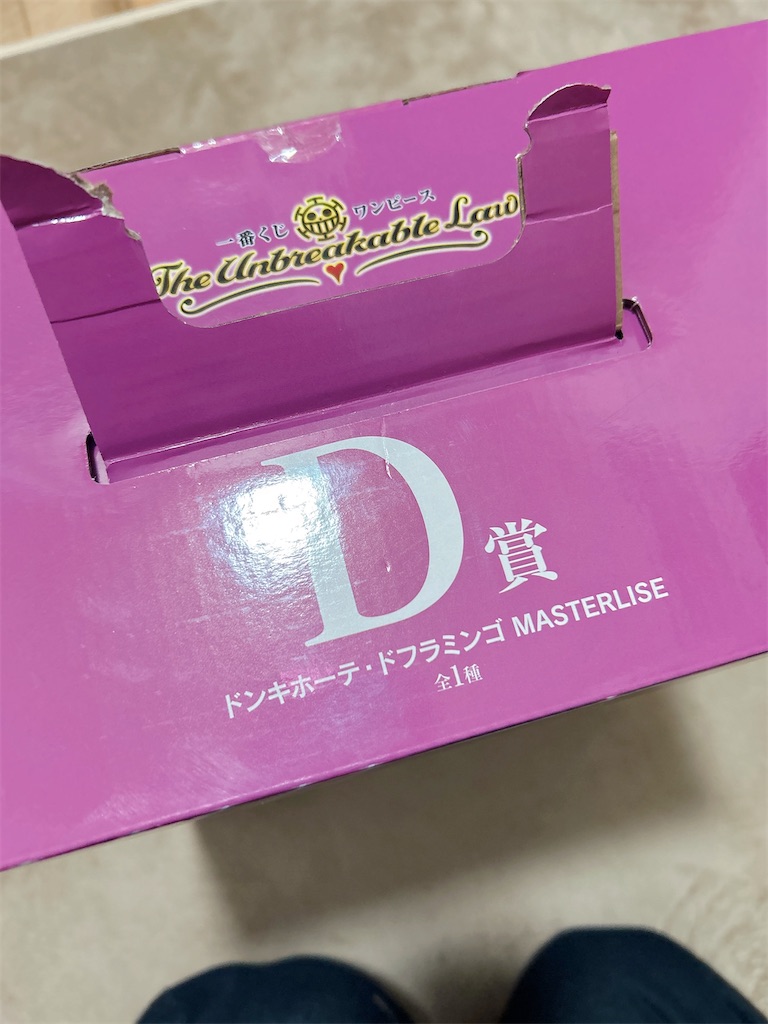 一番くじ ワンピース
The Unbreakable Law
D賞
ドンキホーテ・ドフラミンゴ MASTERLISE
全1種